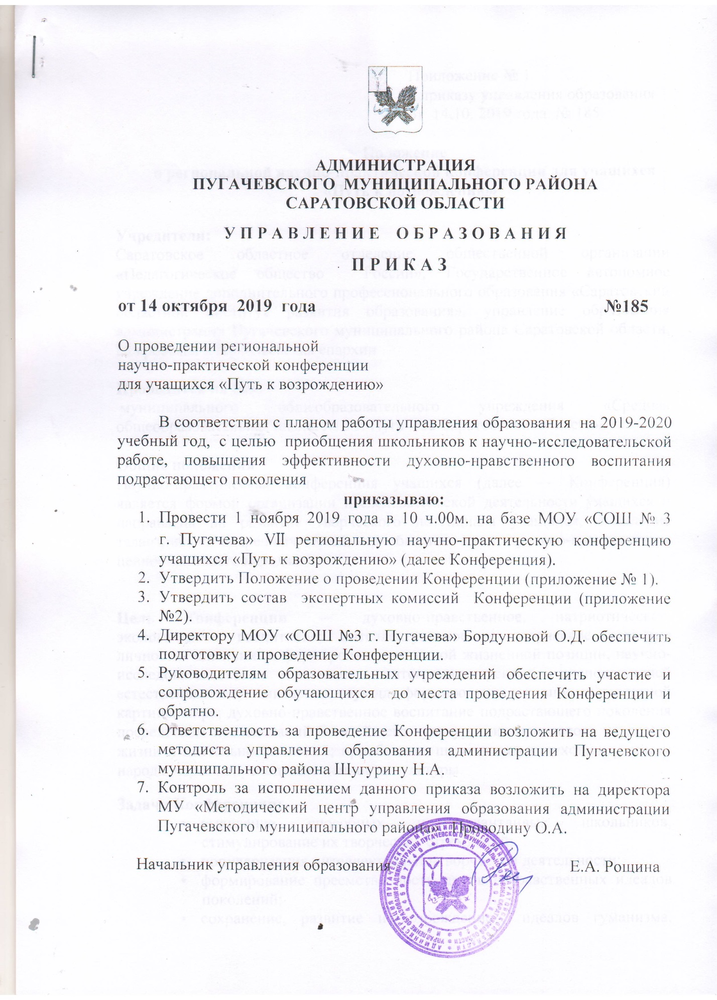 АДМИНИСТРАЦИЯ
ПУГАЧЕВСКОГО МУНИЦИПАЛЬНОГО РАЙОНА
САРАТОВСКОЙ ОБЛАСТИ
У П Р А В Л Е Н И Е О Б Р А З О В А Н И Я
П Р И К А З
от 14 октября 2019 года №185
О проведении региональной
научно-практической конференции
для учащихся «Путь к возрождению»
В соответствии с планом работы управления образования на 2019-2020
учебный год, с целью приобщения школьников к научно-исследовательской
работе, повышения эффективности духовно-нравственного воспитания
подрастающего поколения
приказываю:
1. Провести 1 ноября 2019 года в 10 ч.00м. на базе МОУ «СОШ № 3
г. Пугачева» VII региональную научно-практическую конференцию
учащихся «Путь к возрождению» (далее Конференция).
2. Утвердить Положение о проведении Конференции (приложение № 1).
3. Утвердить состав экспертных комиссий Конференции (приложение
№2).
4. Директору МОУ «СОШ №3 г. Пугачева» Бордуновой О.Д. обеспечить
подготовку и проведение Конференции.
5. Руководителям образовательных учреждений обеспечить участие и
сопровождение обучающихся до места проведения Конференции и
обратно.
6. Ответственность за проведение Конференции возложить на ведущего
методиста управления образования администрации Пугачевского
муниципального района Шугурину Н.А.
7. Контроль за исполнением данного приказа возложить на директора
МУ «Методический центр управления образования администрации
Пугачевского муниципального района» Проводину О.А.
Начальник управления образования Е.А. Рощина